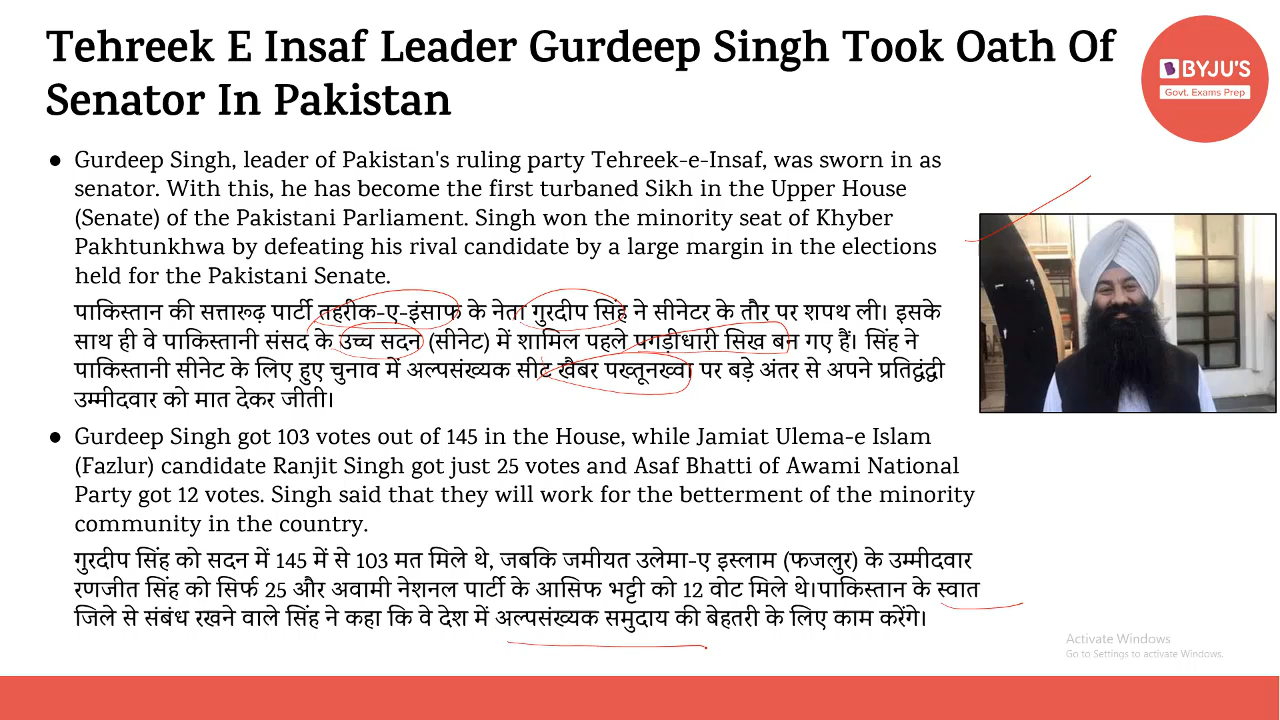 Tehreek E Insaf Leader Gurdeep Singh Took Oath Of
Senator In Pakistan
BYJU'S
Govt. Exams Prep
● Gurdeep Singh, leader of Pakistan's ruling party Tehreek-e-Insaf, was sworn in as
senator. With this, he has become the first turbaned Sikh in the Upper House
(Senate) of the Pakistani Parliament. Singh won the minority seat of Khyber
Pakhtunkhwa by defeating his rival candidate by a large margin in the elections
held for the Pakistani Senate.
पाकिस्तान की सत्तारूढ़ पार्टी तहरीक-ए-इंसाफ के नेता गुरदीप सिंह ने सीनेटर के तौर पर शपथ ली। इसके
साथ ही वे पाकिस्तानी संसद के उच्च सदन (सीनेट) में शामिल पहले पगड़ीधारी सिख बन गए हैं। सिंह ने
पाकिस्तानी सीनेट के लिए हुए चुनाव में अल्पसंख्यक सीट खैबर पख्तूनख्वा पर बड़े अंतर से अपने प्रतिद्वंद्वी
उम्मीदवार को मात देकर जीती।
● Gurdeep Singh got 103 votes out of 145 in the House, while Jamiat Ulema-e Islam
(Fazlur) candidate Ranjit Singh got just 25 votes and Asaf Bhatti of Awami National
Party got 12 votes. Singh said that they will work for the betterment of the minority
community in the country.
गुरदीप सिंह को सदन में 145 में से 103 मत मिले थे, जबकि जमीयत उलेमा-ए इस्लाम (फजलुर) के उम्मीदवार
रणजीत सिंह को सिर्फ 25 और अवामी नेशनल पार्टी के आसिफ भट्टी को 12 वोट मिले थे।पाकिस्तान के स्वात
जिले से संबंध रखने वाले सिंह ने कहा कि वे देश में अल्पसंख्यक समुदाय की बेहतरी के लिए काम करेंगे।
Activate Windows
Go to Settings to activate Windows.